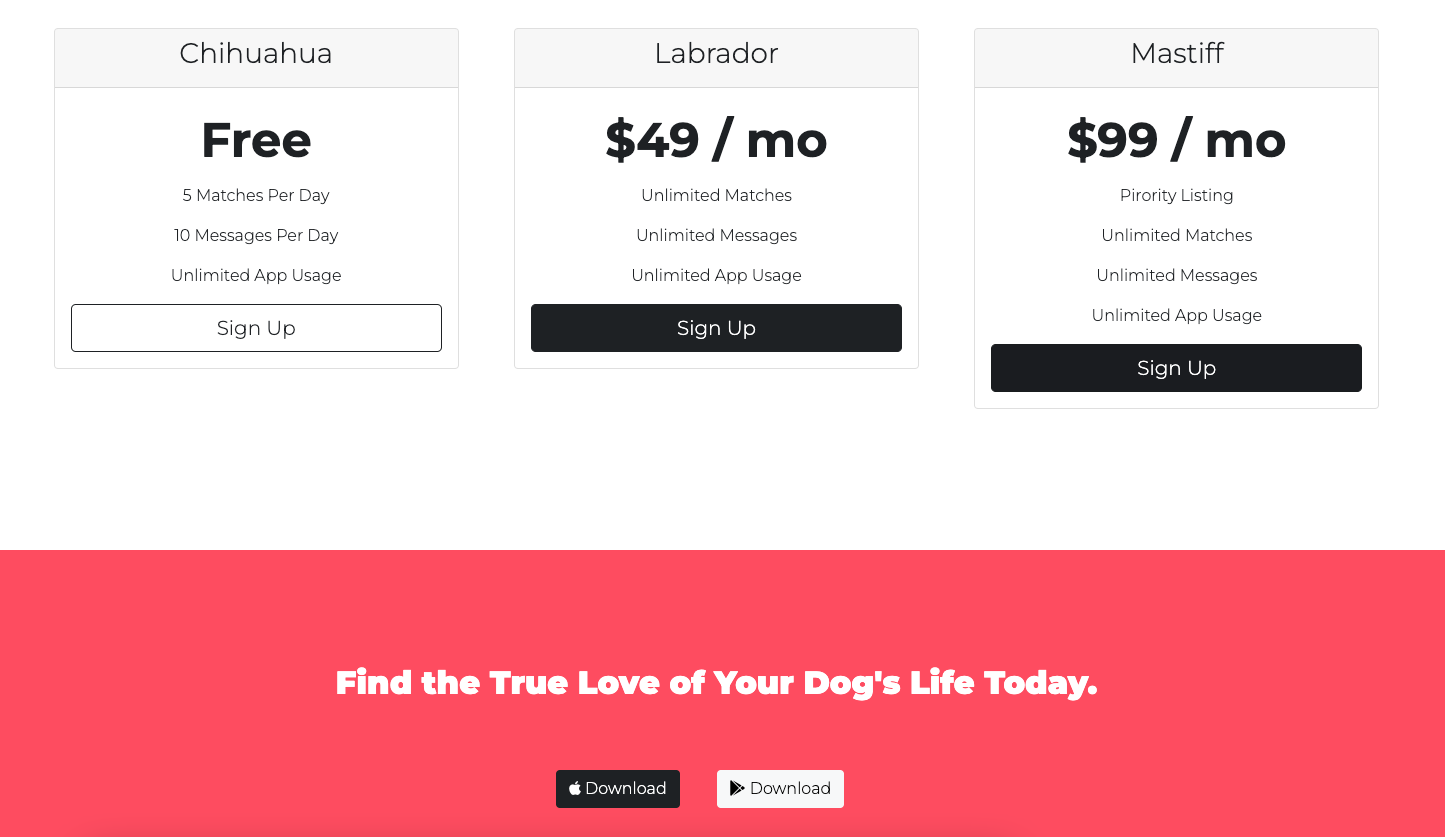 Chihuahua
Free
5 Matches Per Day
10 Messages Per Day
Unlimited App Usage
Sign Up
Labrador
$49 / mo
Unlimited Matches
Unlimited Messages
Unlimited App Usage
Sign Up
Mastiff
$99 / mo
Pirority Listing
Unlimited Matches
Unlimited Messages
Unlimited App Usage
Sign Up
Find the True Love of Your Dog's Life Today.
Download
Download